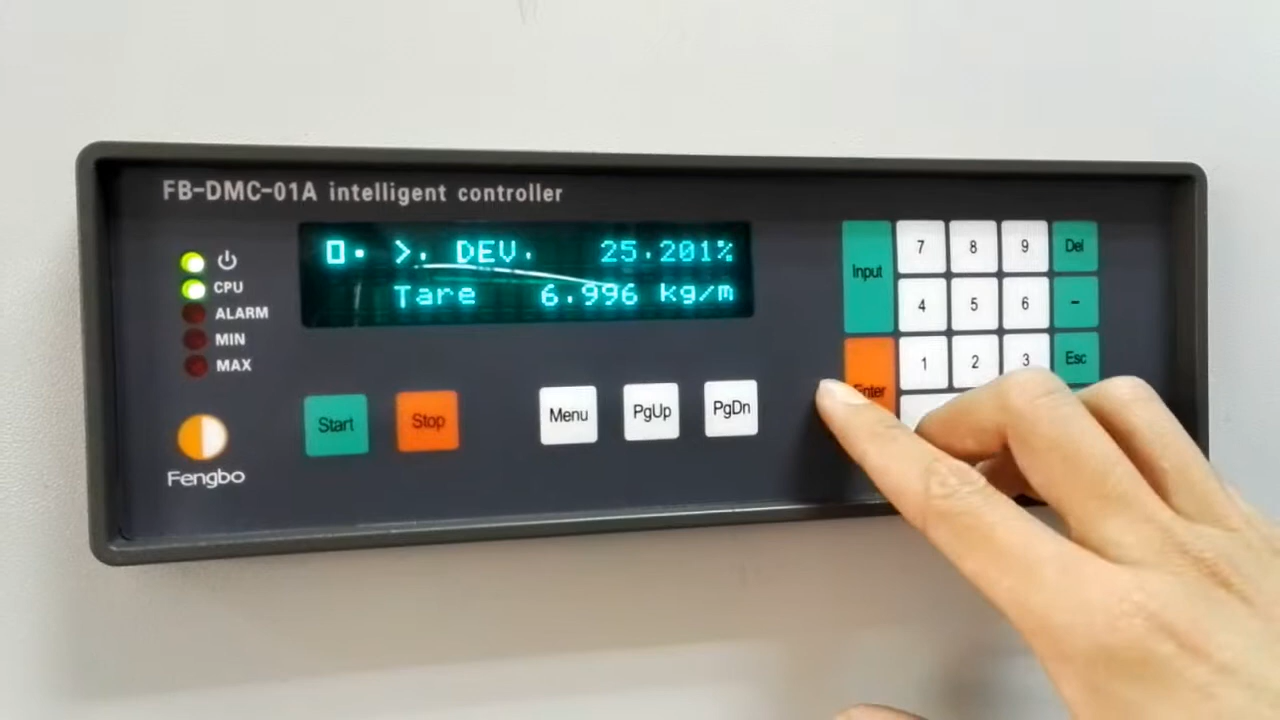 FB-DMC-01A intelligent controller
CPU
ALARM
MIN
MAX
Fengbo
>. DEV. 25.201%
Tare 6.996 kg/m
Start
Stop
Menu
PgUp
PgDn
Input
7 8 9 Del
4 5 6 -
1 2 3 Esc
Enter